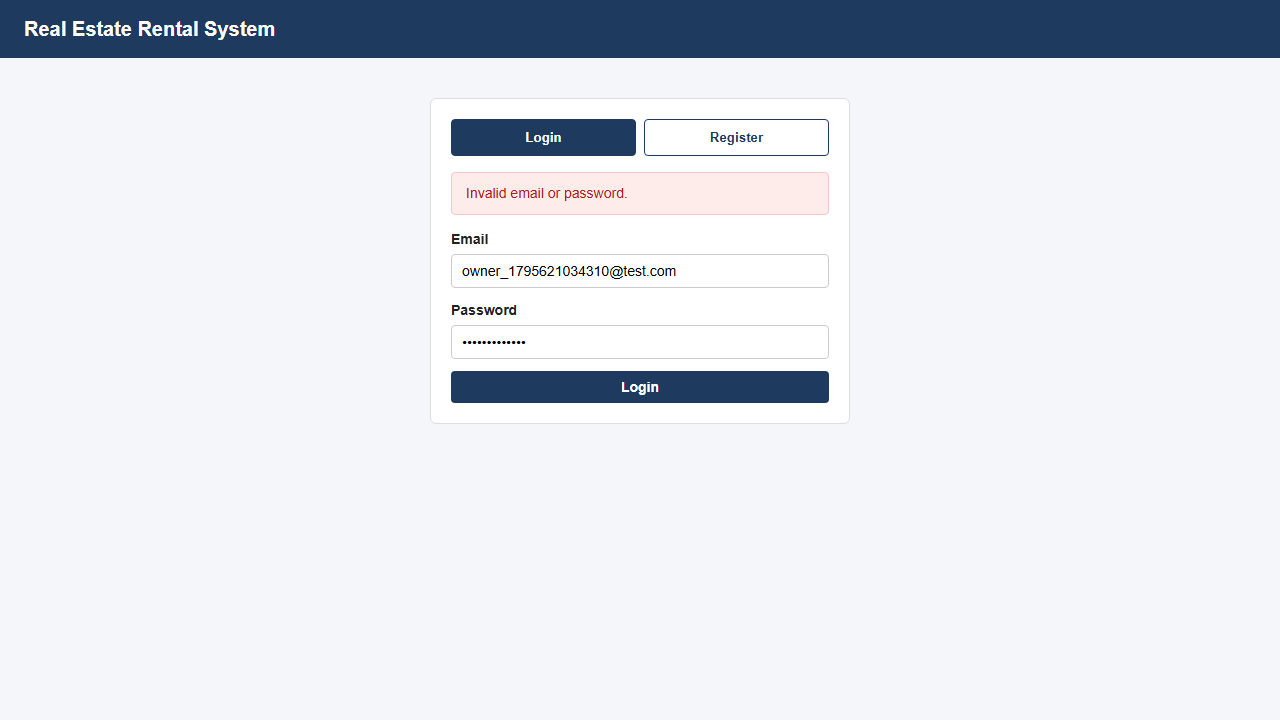 Real Estate Rental System
Login
Register
Invalid email or password.
Email
owner_1795621034310@test.com
Password
•••••••••••••
Login